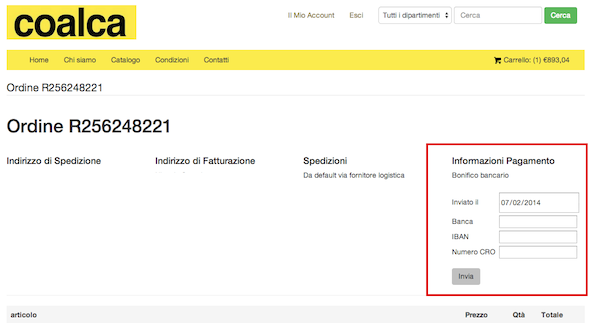 coalca
Il Mio Account Esci Tutti i dipartimenti Cerca Cerca
Home Chi siamo Catalogo Condizioni Contatti Carrello: (1) €893,04
Ordine R256248221
Ordine R256248221
Indirizzo di Spedizione
Indirizzo di Fatturazione
Spedizioni
Da default via fornitore logistica
Informazioni Pagamento
Bonifico bancario
Inviato il 07/02/2014
Banca
IBAN
Numero CRO
Invia
articolo Prezzo Qtà Totale